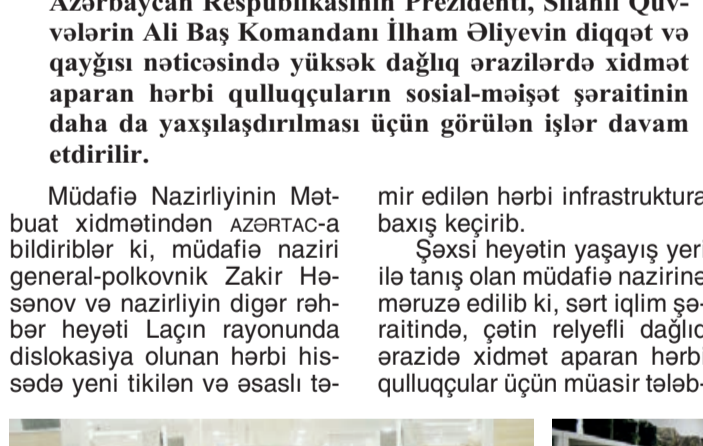 Azərbaycan Respublikasının Prezidenti, Silahlı Qüv-
vələrin Ali Baş Komandanı İlham Əliyevin diqqət və
qayğısı nəticəsində yüksək dağlıq ərazilərdə xidmət
aparan hərbi qulluqçuların sosial-məişət şəraitinin
daha da yaxşılaşdırılması üçün görülən işlər davam
etdirilir.
Müdafiə Nazirliyinin Mət-
buat xidmətindən AZƏRTAC-a
bildiriblər ki, müdafiə naziri
general-polkovnik Zakir Hə-
sənov və nazirliyin digər rəh-
bər heyəti Laçın rayonunda
dislokasiya olunan hərbi his-
sədə yeni tikilən və əsaslı tə-
mir edilən hərbi infrastruktura
baxış keçirib.
Şəxsi heyətin yaşayış yeri
ilə tanış olan müdafiə nazirinə
məruzə edilib ki, sərt iqlim şə-
raitində, çətin relyefli dağlıq
ərazidə xidmət aparan hərbi
qulluqçular üçün müasir tələb-